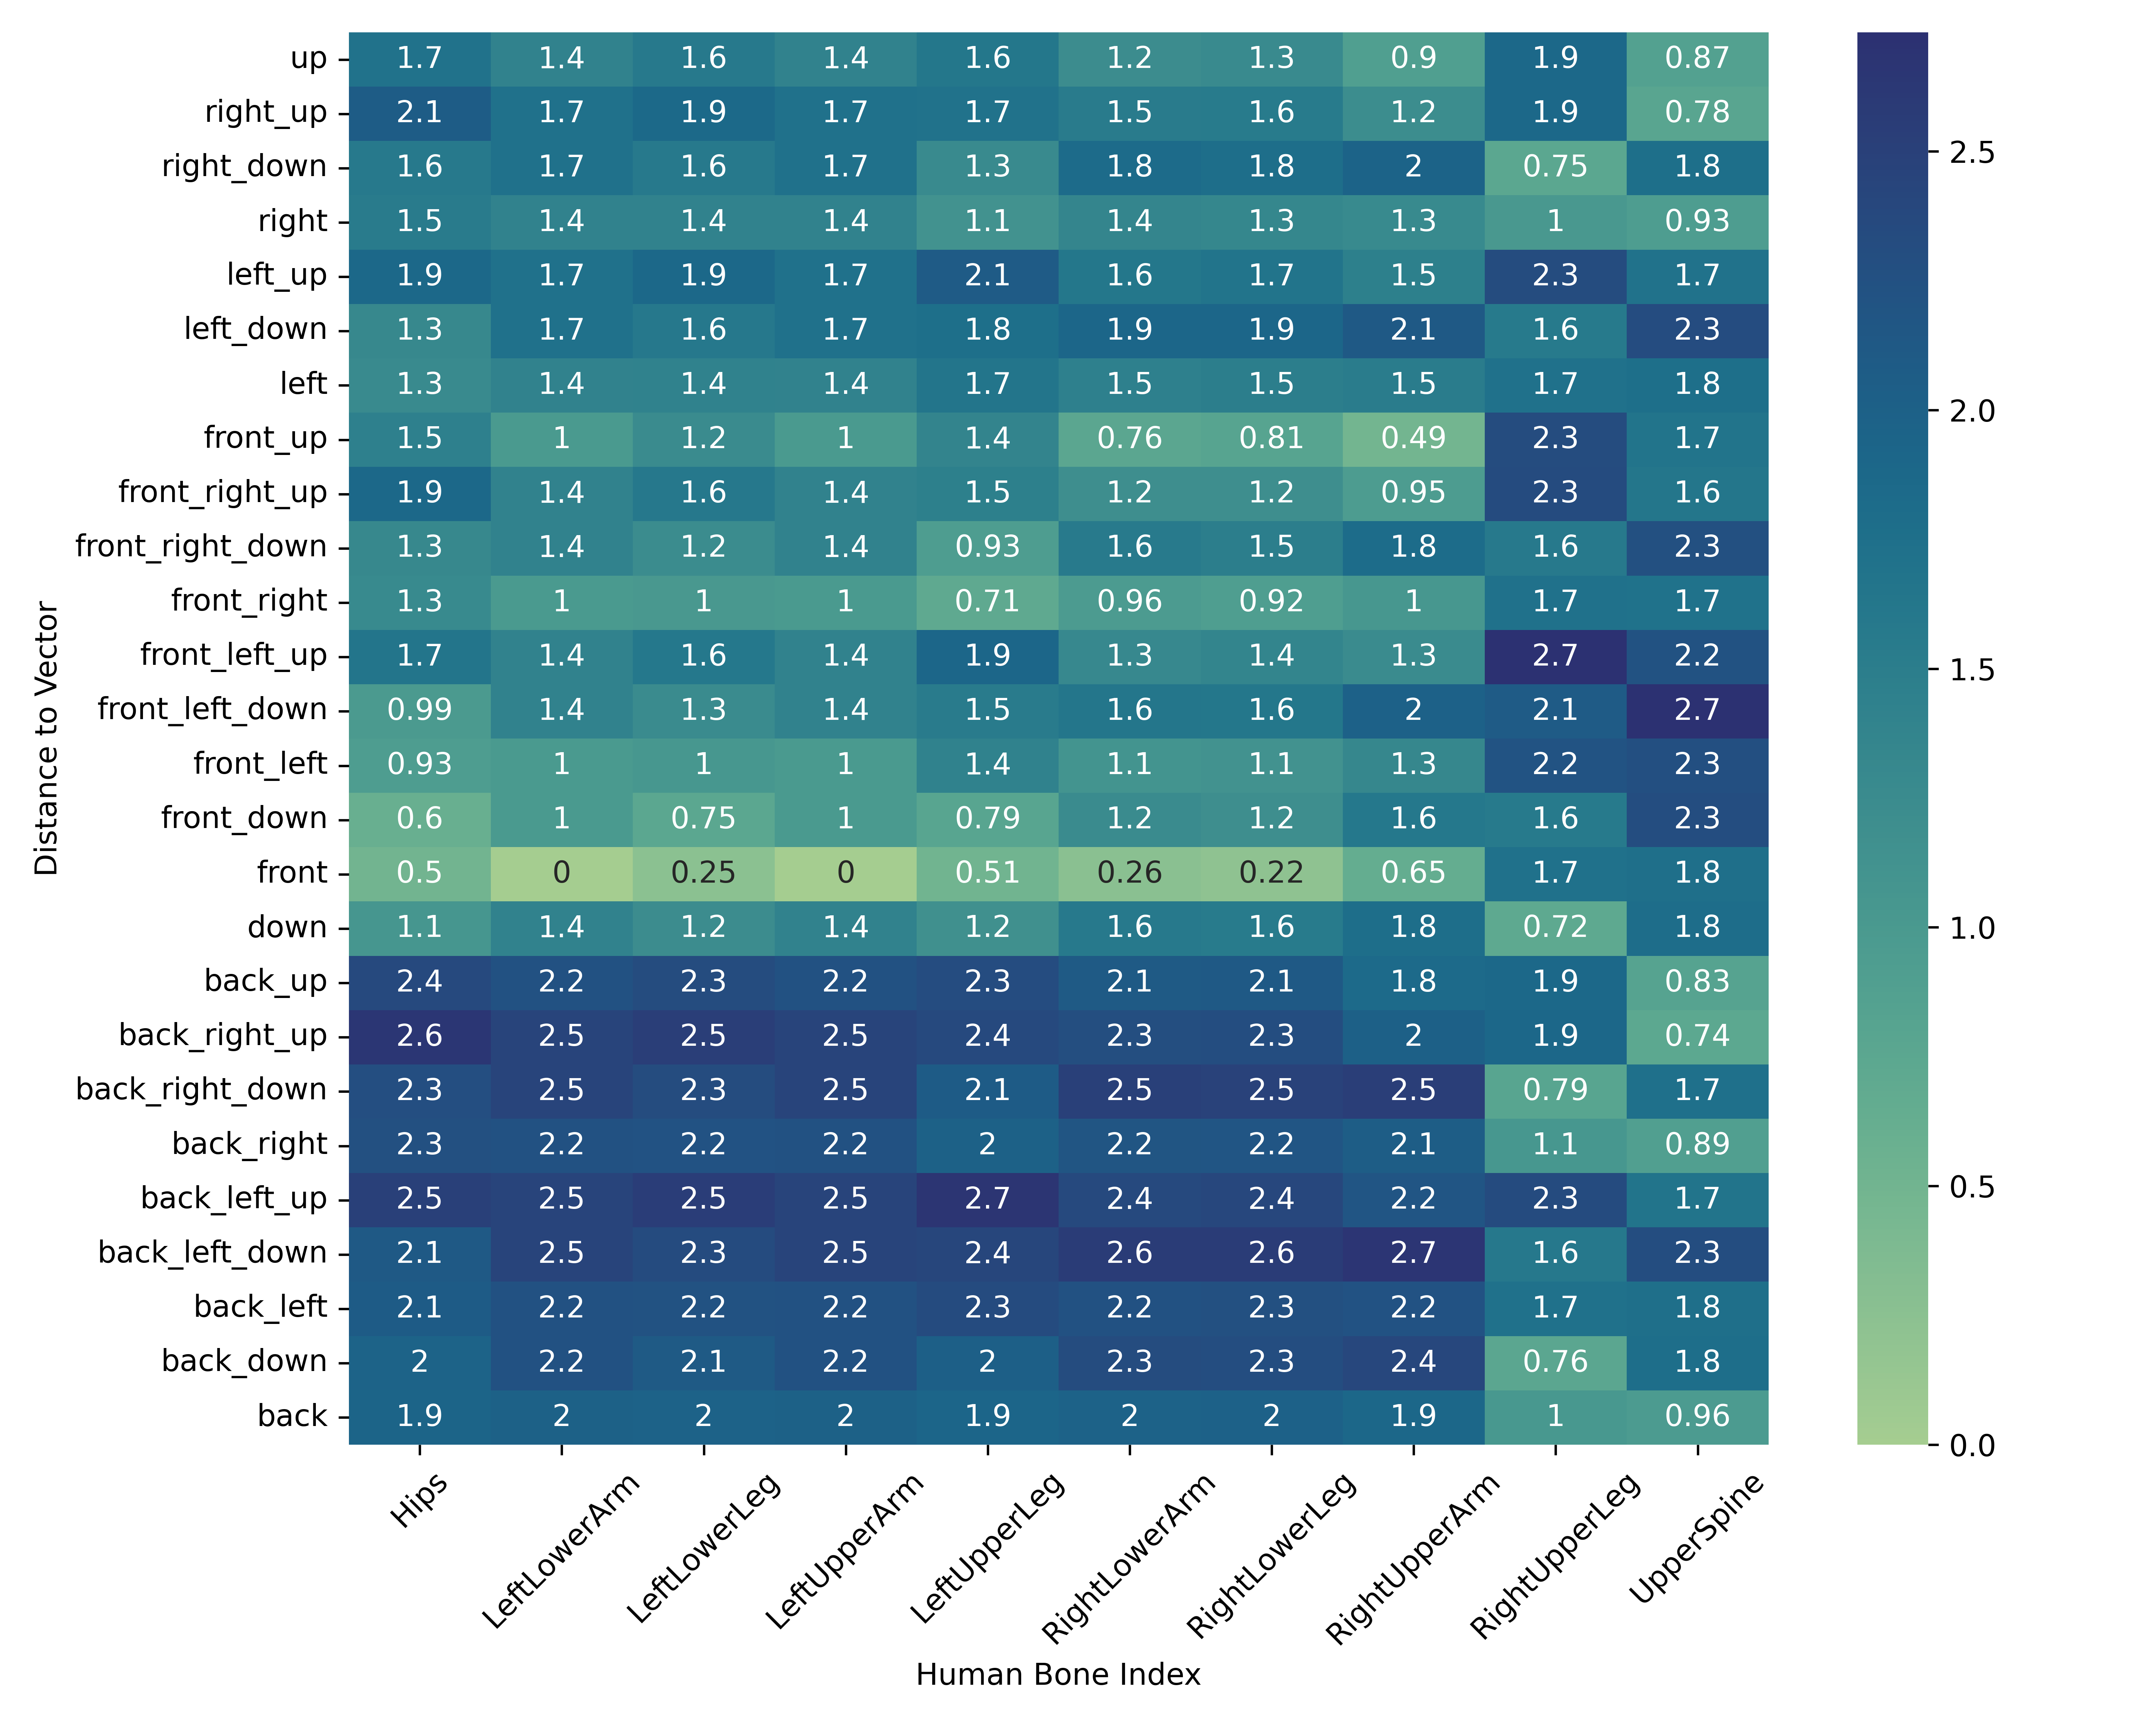 Distance to Vector
up 1.7 1.4 1.6 1.4 1.6 1.2 1.3 0.9 1.9 0.87
right_up 2.1 1.7 1.9 1.7 1.7 1.5 1.6 1.2 1.9 0.78
right_down 1.6 1.7 1.6 1.7 1.3 1.8 1.8 2 0.75 1.8
right 1.5 1.4 1.4 1.4 1.1 1.4 1.3 1.3 1 0.93
left_up 1.9 1.7 1.9 1.7 2.1 1.6 1.7 1.5 2.3 1.7
left_down 1.3 1.7 1.6 1.7 1.8 1.9 1.9 2.1 1.6 2.3
left 1.3 1.4 1.4 1.4 1.7 1.5 1.5 1.5 1.7 1.8
front_up 1.5 1 1.2 1 1.4 0.76 0.81 0.49 2.3 1.7
front_right_up 1.9 1.4 1.6 1.4 1.5 1.2 1.2 0.95 2.3 1.6
front_right_down 1.3 1.4 1.2 1.4 0.93 1.6 1.5 1.8 1.6 2.3
front_right 1.3 1 1 1 0.71 0.96 0.92 1 1.7 1.7
front_left_up 1.7 1.4 1.6 1.4 1.9 1.3 1.4 1.3 2.7 2.2
front_left_down 0.99 1.4 1.3 1.4 1.5 1.6 1.6 2 2.1 2.7
front_left 0.93 1 1 1 1.4 1.1 1.1 1.3 2.2 2.3
front_down 0.6 1 0.75 1 0.79 1.2 1.2 1.6 1.6 2.3
front 0.5 0 0.25 0 0.51 0.26 0.22 0.65 1.7 1.8
down 1.1 1.4 1.2 1.4 1.2 1.6 1.6 1.8 0.72 1.8
back_up 2.4 2.2 2.3 2.2 2.3 2.1 2.1 1.8 1.9 0.83
back_right_up 2.6 2.5 2.5 2.5 2.4 2.3 2.3 2 1.9 0.74
back_right_down 2.3 2.5 2.3 2.5 2.1 2.5 2.5 2.5 0.79 1.7
back_right 2.3 2.2 2.2 2.2 2 2.2 2.2 2.1 1.1 0.89
back_left_up 2.5 2.5 2.5 2.5 2.7 2.4 2.4 2.2 2.3 1.7
back_left_down 2.1 2.5 2.3 2.5 2.4 2.6 2.6 2.7 1.6 2.3
back_left 2.1 2.2 2.2 2.2 2.3 2.2 2.3 2.2 1.7 1.8
back_down 2 2.2 2.1 2.2 2 2.3 2.3 2.4 0.76 1.8
back 1.9 2 2 2 1.9 2 2 1.9 1 0.96
Hips LeftLowerArm LeftLowerLeg LeftUpperArm LeftUpperLeg RightLowerArm RightLowerLeg RightUpperArm RightUpperLeg UpperSpine
Human Bone Index
2.5
2.0
1.5
1.0
0.5
0.0